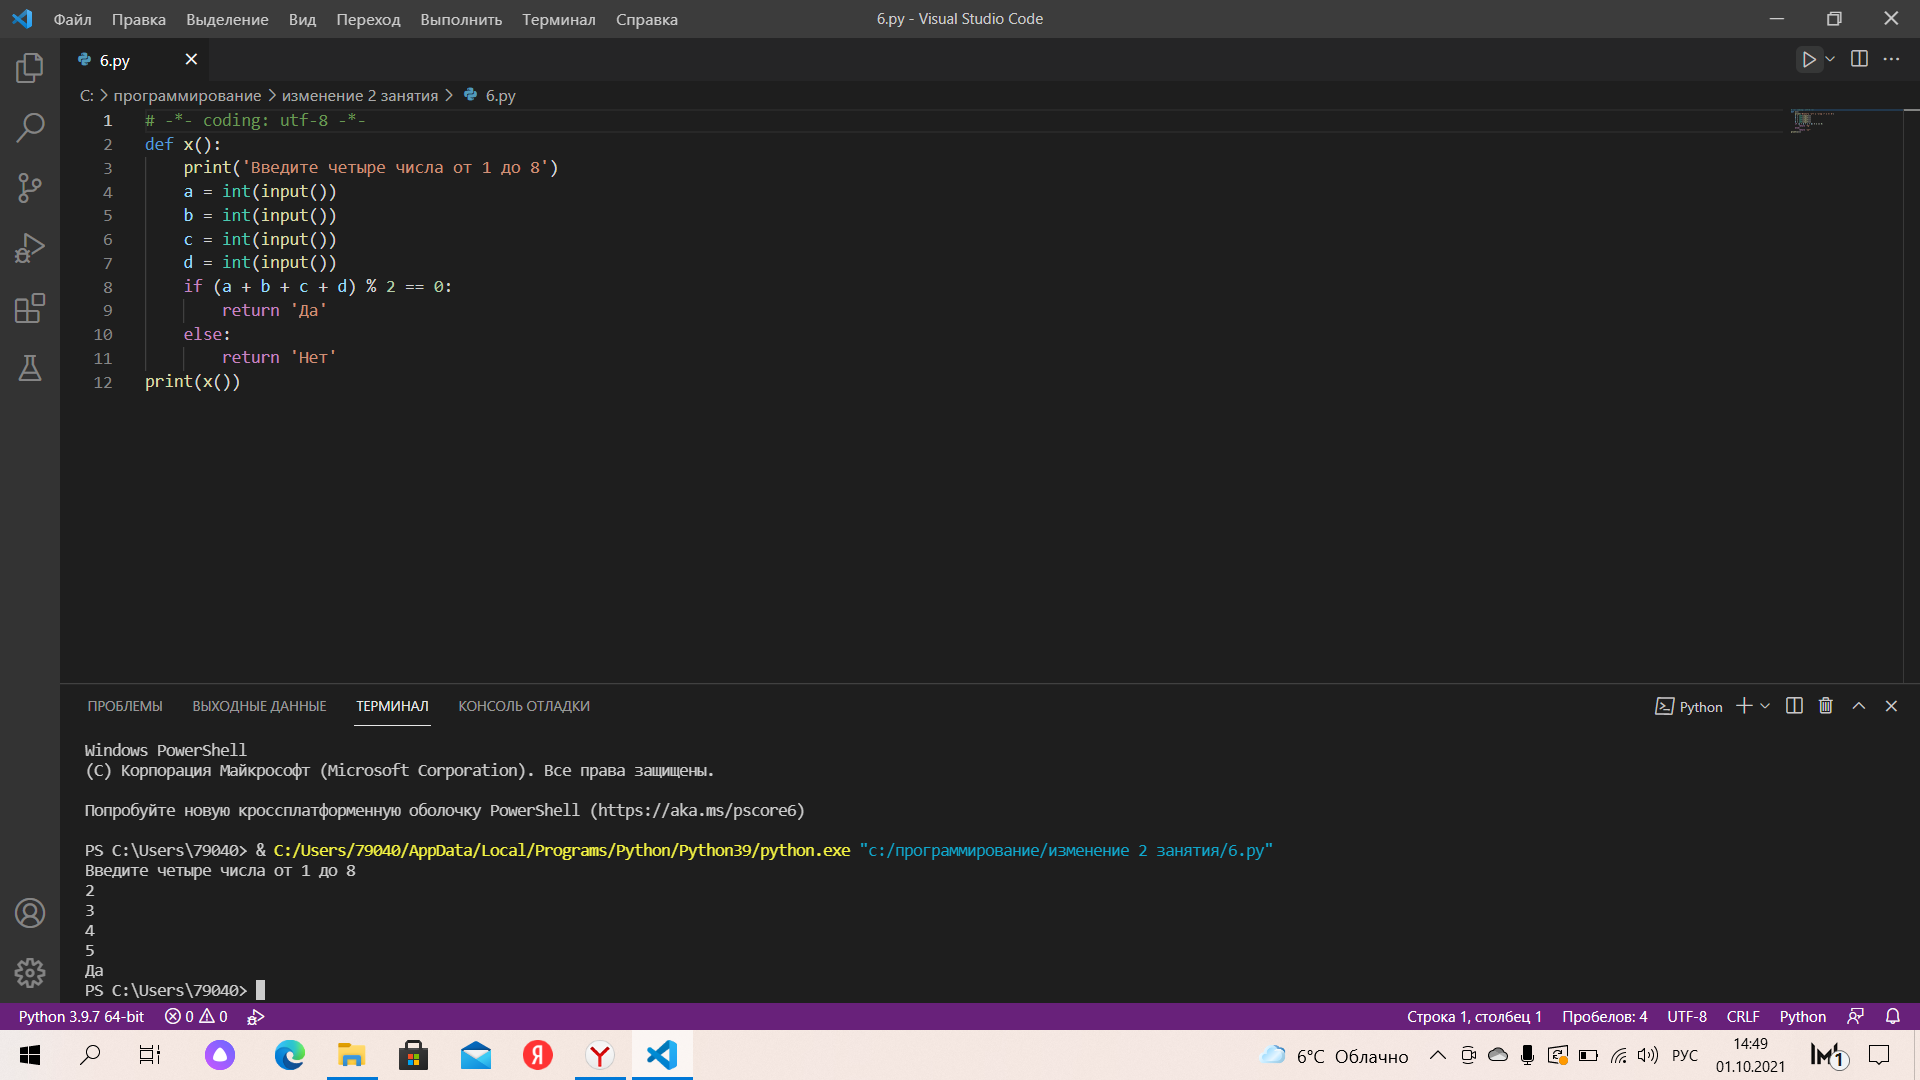 Файл Правка Выделение Вид Переход Выполнить Терминал Справка
6.py - Visual Studio Code
6.py
C: > программирование > изменение 2 занятия > 6.py
1 # -*- coding: utf-8 -*-
2 def x():
3     print('Введите четыре числа от 1 до 8')
4     a = int(input())
5     b = int(input())
6     c = int(input())
7     d = int(input())
8     if (a + b + c + d) % 2 == 0:
9         return 'Да'
10     else:
11         return 'Нет'
12 print(x())
ПРОБЛЕМЫ ВЫХОДНЫЕ ДАННЫЕ ТЕРМИНАЛ КОНСОЛЬ ОТЛАДКИ
Python
Windows PowerShell
(C) Корпорация Майкрософт (Microsoft Corporation). Все права защищены.
Попробуйте новую кроссплатформенную оболочку PowerShell (https://aka.ms/pscore6)
PS C:\Users\79040> & C:/Users/79040/AppData/Local/Programs/Python/Python39/python.exe "c:/программирование/изменение 2 занятия/6.py"
Введите четыре числа от 1 до 8
2
3
4
5
Да
PS C:\Users\79040>
Python 3.9.7 64-bit 0 0
Строка 1, столбец 1 Пробелов: 4 UTF-8 CRLF Python
6°C Облачно
РУС
14:49
01.10.2021
1